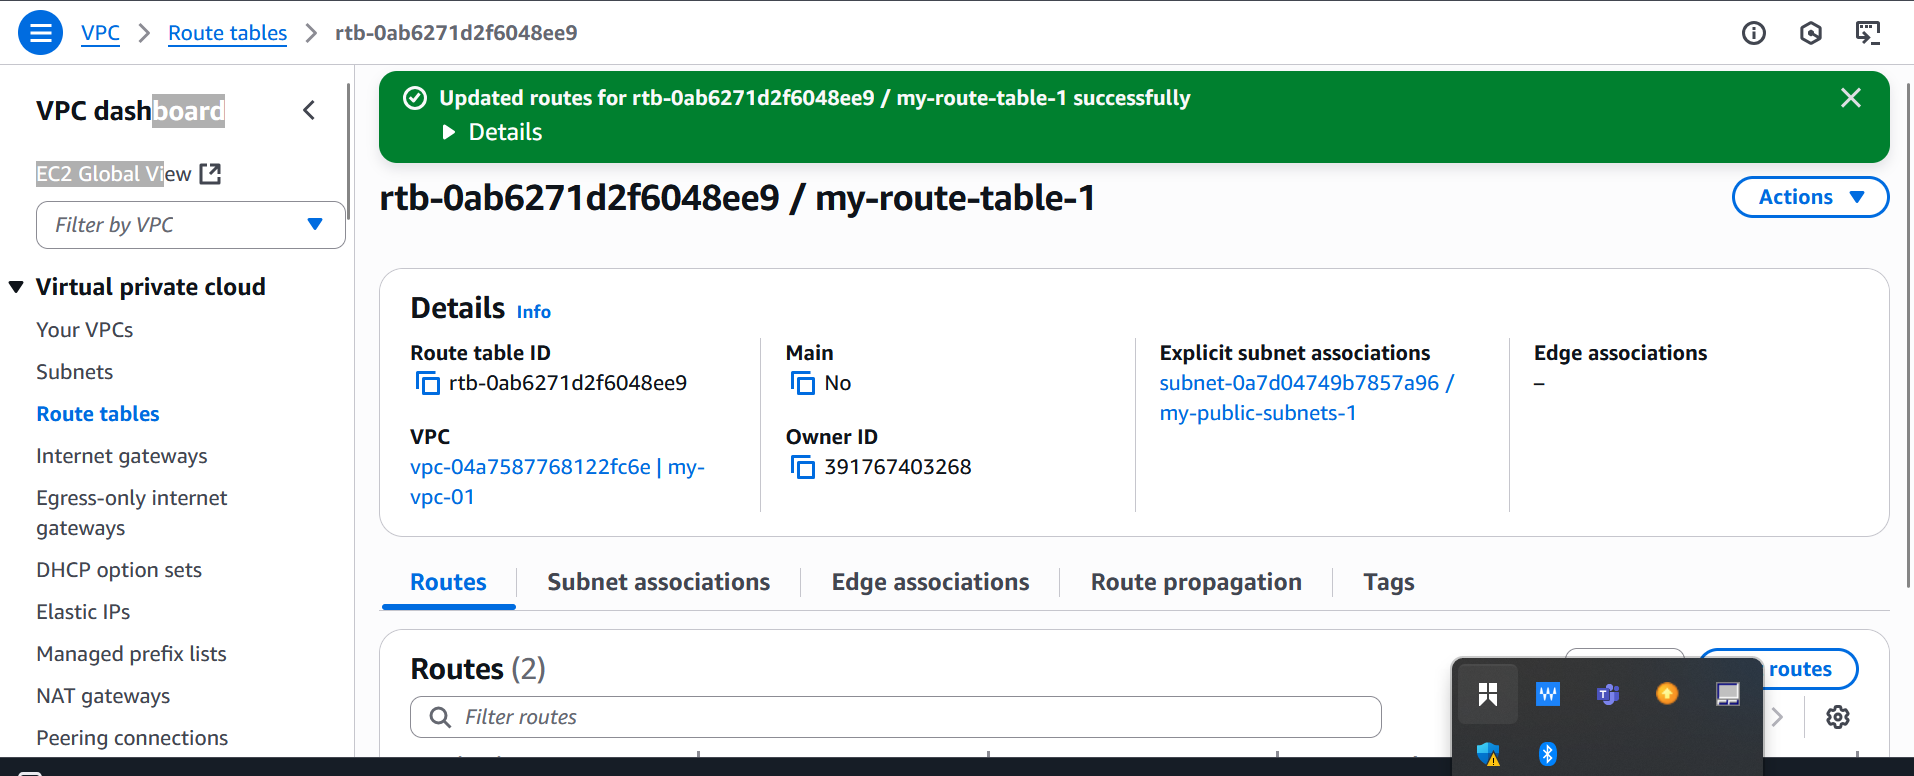 VPC > Route tables > rtb-0ab6271d2f6048ee9
VPC dashboard
EC2 Global View
Filter by VPC
Virtual private cloud
Your VPCs
Subnets
Route tables
Internet gateways
Egress-only internet
gateways
DHCP option sets
Elastic IPs
Managed prefix lists
NAT gateways
Peering connections
Updated routes for rtb-0ab6271d2f6048ee9 / my-route-table-1 successfully
Details
rtb-0ab6271d2f6048ee9 / my-route-table-1
Actions
Details Info
Route table ID
rtb-0ab6271d2f6048ee9
VPC
vpc-04a7587768122fc6e | my-
vpc-01
Main
No
Owner ID
391767403268
Explicit subnet associations
subnet-0a7d04749b7857a96 /
my-public-subnets-1
Edge associations
–
Routes
Subnet associations
Edge associations
Route propagation
Tags
Routes (2)
routes
Filter routes